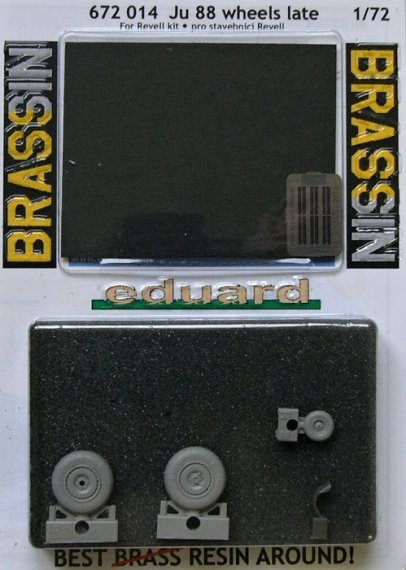 672 014 Ju 88 wheels late 1/72
For Revell kit • pro stavebnici Revell
BRASSIN
BRASSIN
eduard
BEST BRASS RESIN AROUND!